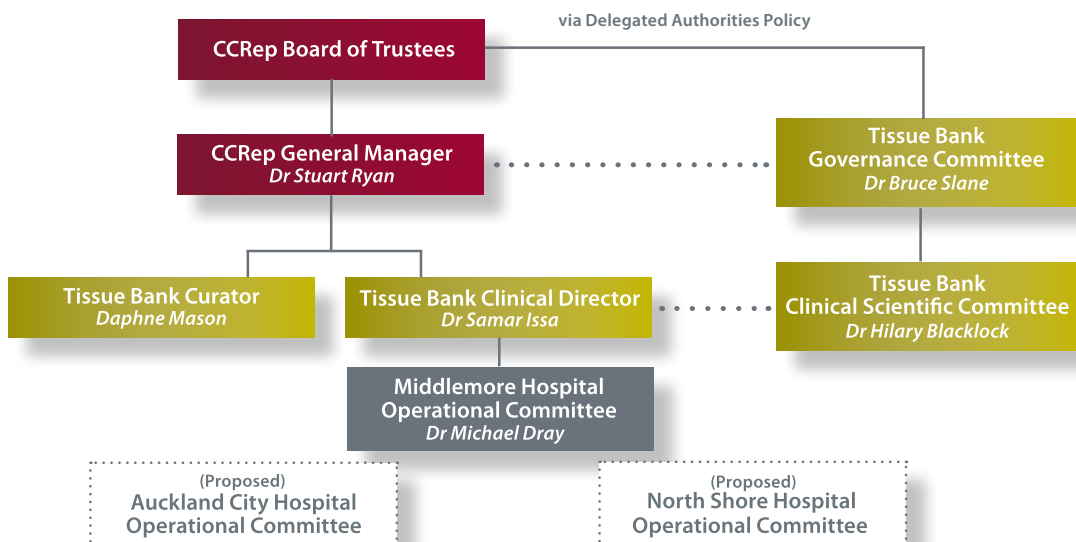 via Delegated Authorities Policy
CCRep Board of Trustees
CCRep General Manager
Dr Stuart Ryan
Tissue Bank
Governance Committee
Dr Bruce Slane
Tissue Bank Curator
Daphne Mason
Tissue Bank Clinical Director
Dr Samar Issa
Tissue Bank
Clinical Scientific Committee
Dr Hilary Blacklock
Middlemore Hospital
Operational Committee
Dr Michael Dray
(Proposed)
Auckland City Hospital
Operational Committee
(Proposed)
North Shore Hospital
Operational Committee